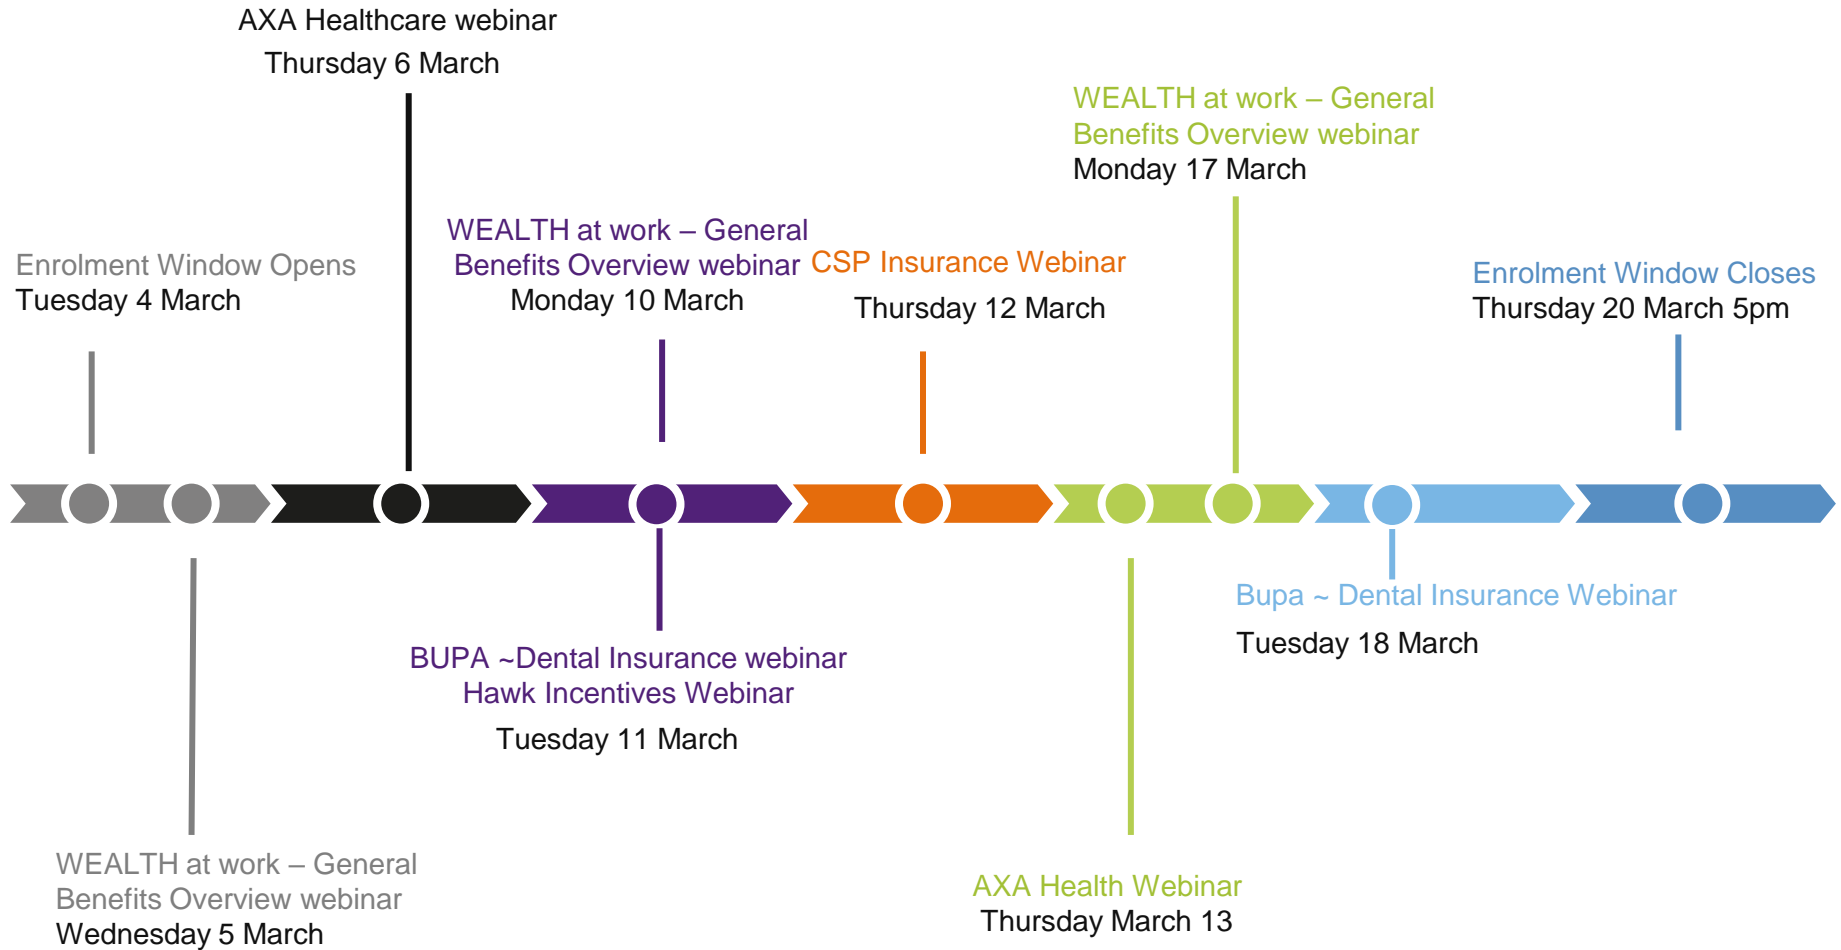 AXA Healthcare webinar
Thursday 6 March
WEALTH at work – General
Benefits Overview webinar
Monday 17 March
WEALTH at work – General
Benefits Overview webinar
Monday 10 March
Enrolment Window Opens
Tuesday 4 March
CSP Insurance Webinar
Thursday 12 March
Enrolment Window Closes
Thursday 20 March 5pm
Bupa ~ Dental Insurance Webinar
Tuesday 18 March
BUPA ~Dental Insurance webinar
Hawk Incentives Webinar
Tuesday 11 March
WEALTH at work – General
Benefits Overview webinar
Wednesday 5 March
AXA Health Webinar
Thursday March 13